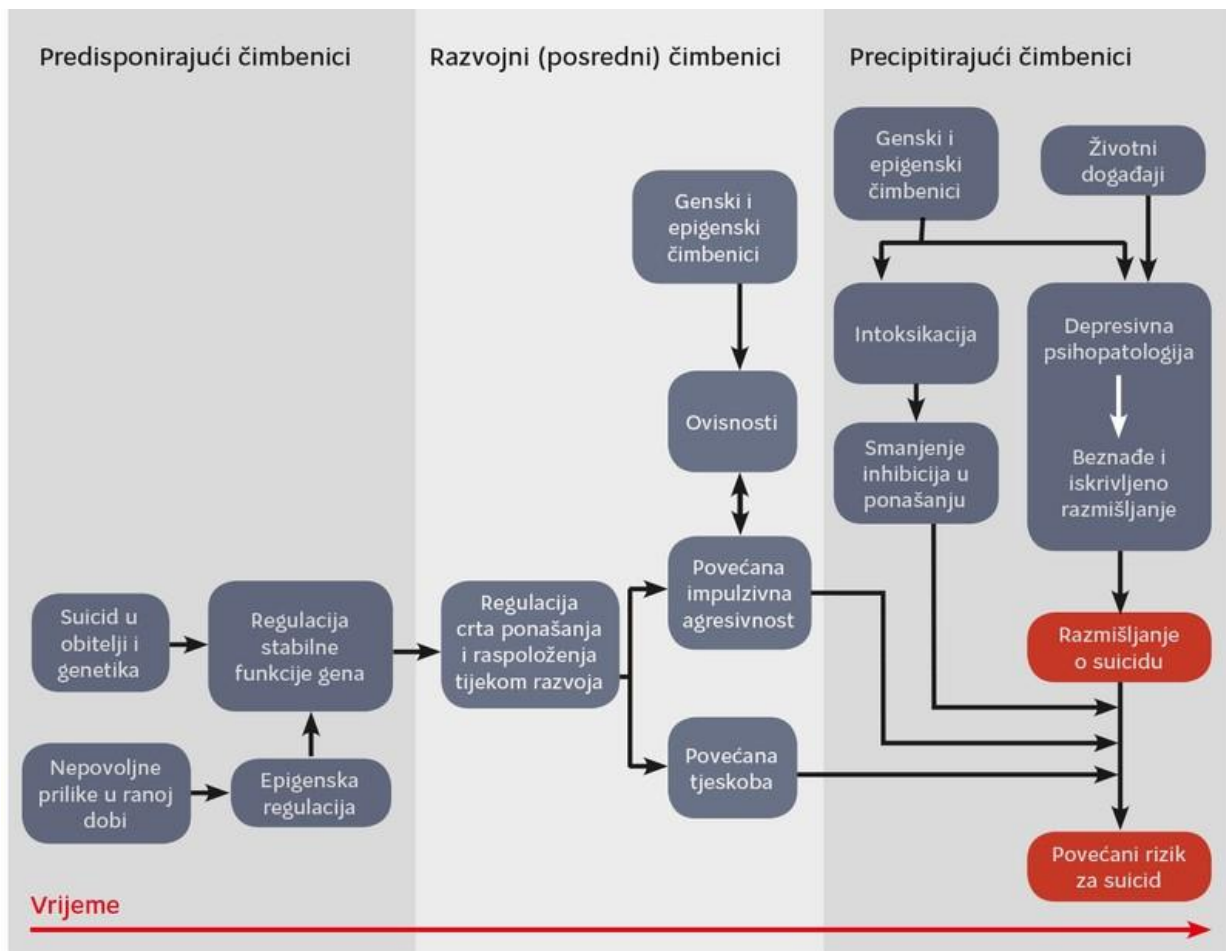 Predisponirajući čimbenici
Razvojni (posredni) čimbenici
Precipitirajući čimbenici
Suicid u
obitelji i
genetika
Regulacija
stabilne
funkcije gena
Nepovoljne
prilike u ranoj
dobi
Epigenska
regulacija
Genski i
epigenski
čimbenici
Ovisnosti
Regulacija
crta ponašanja
i raspoloženja
tijekom razvoja
Povećana
impulzivna
agresivnost
Povećana
tjeskoba
Genski i
epigenski
čimbenici
Životni
događaji
Intoksikacija
Depresivna
psihopatologija
Smanjenje
inhibicija u
ponašanju
Beznađe i
iskrivljeno
razmišljanje
Razmišljanje
o suicidu
Povećani rizik
za suicid
Vrijeme